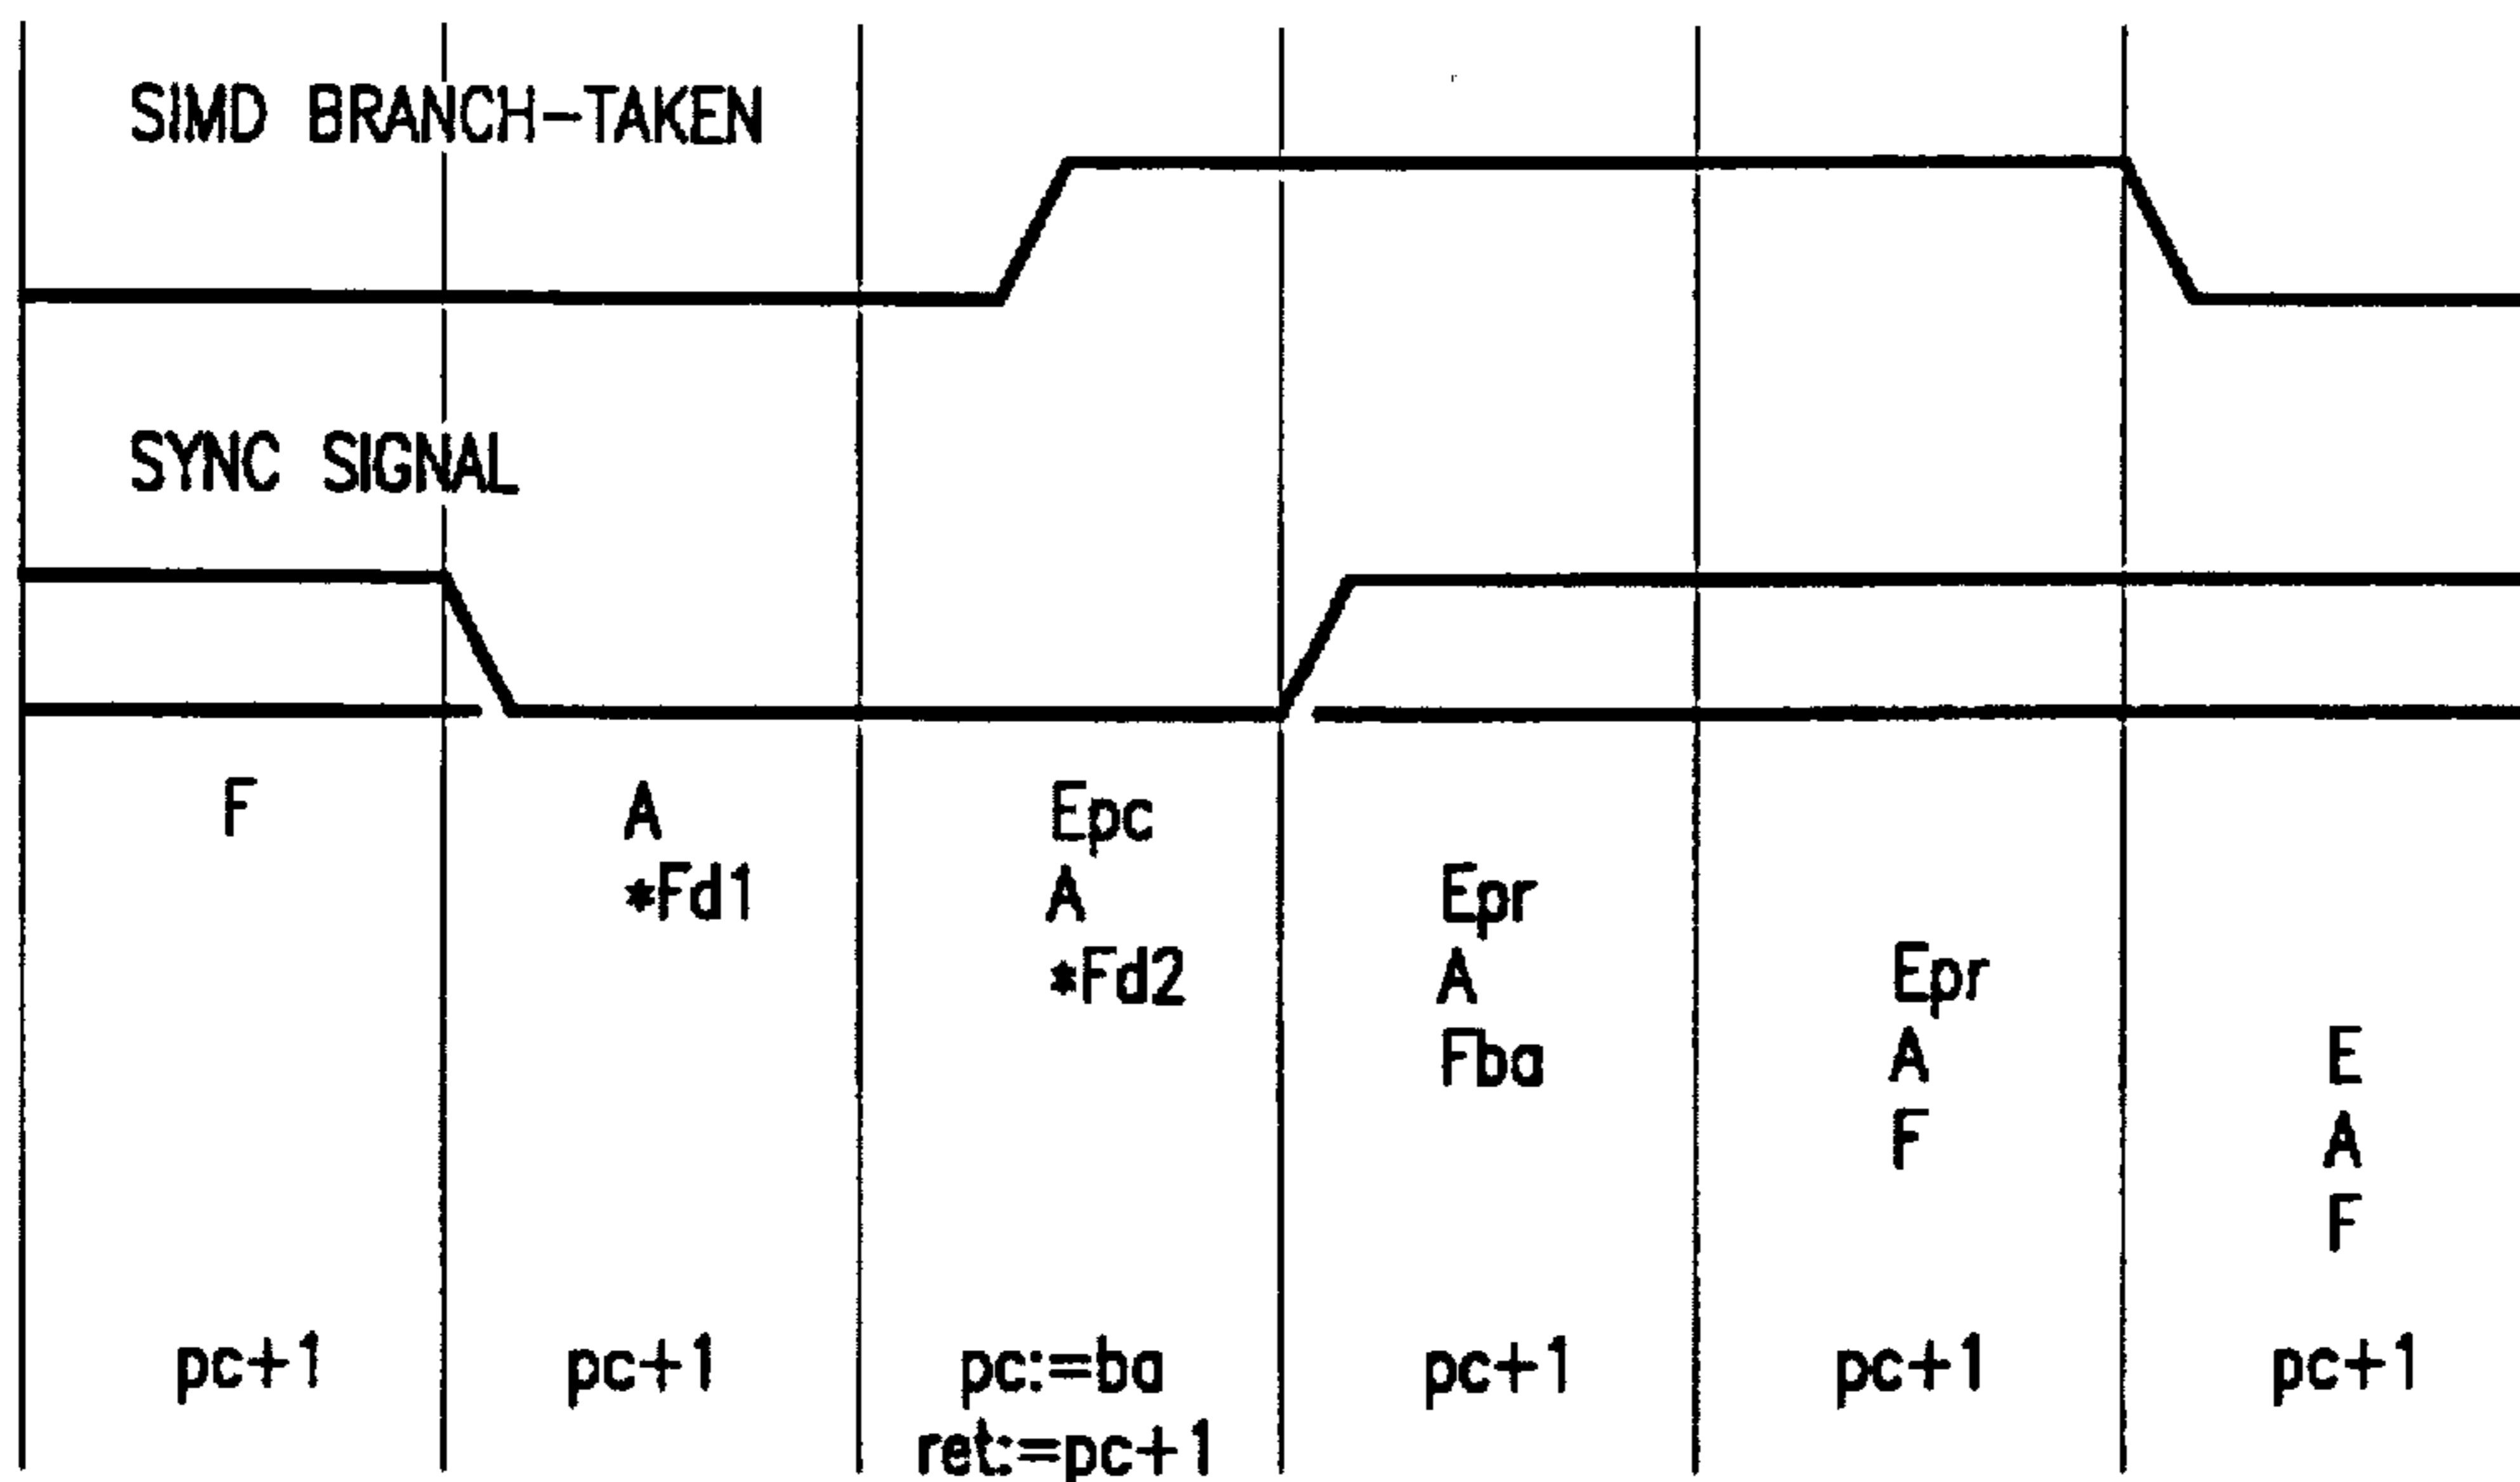 SIMD BRANCH-TAKEN
SYNC SIGNAL
F A Epc
*Fd1 A Epr
*Fd2 A Epr
Fba A E
F A
F
pc+1 pc+1 pc:=ba pc+1 pc+1 pc+1
ret:=pc+1